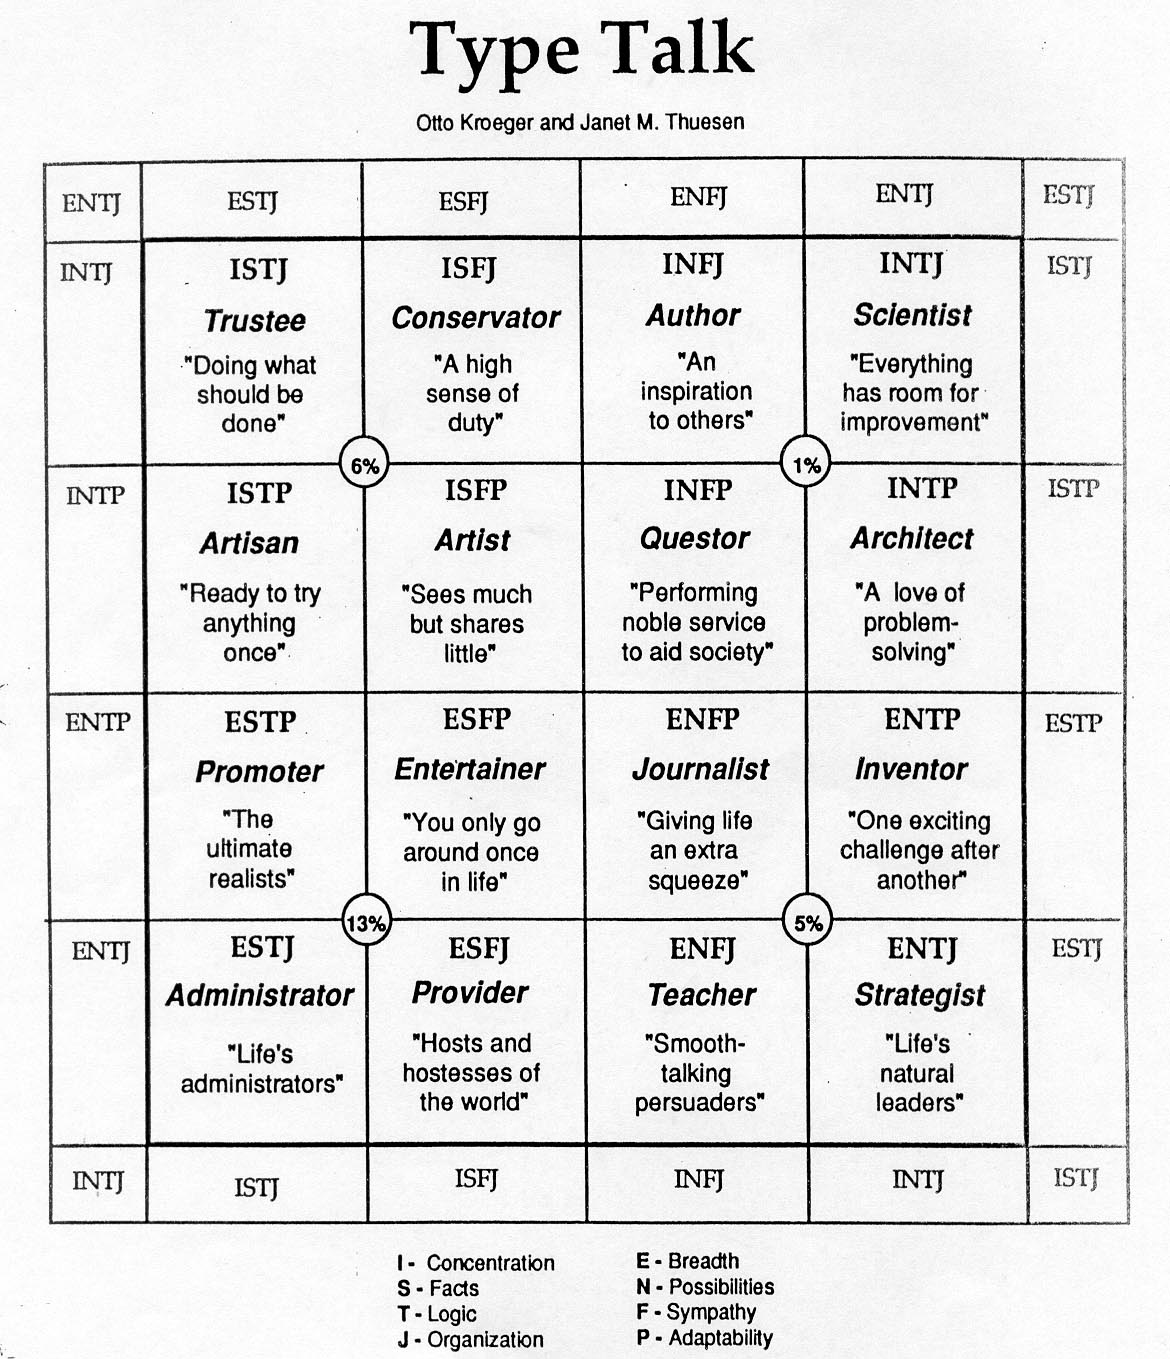 Type Talk
Otto Kroeger and Janet M. Thuesen
ENTJ
ESTJ
ESFJ
ENFJ
ENTJ
ESTJ
INTJ
ISTJ
Trustee
"Doing what
should be
done"
ISFJ
Conservator
"A high
sense of
duty"
INFJ
Author
"An
inspiration
to others"
INTJ
Scientist
"Everything
has room for
improvement"
ISTJ
6%
1%
INTP
ISTP
Artisan
"Ready to try
anything
once"
ISFP
Artist
"Sees much
but shares
little"
INFP
Questor
"Performing
noble service
to aid society"
INTP
Architect
"A love of
problem-
solving"
ISTP
ENTP
ESTP
Promoter
"The
ultimate
realists"
ESFP
Entertainer
"You only go
around once
in life"
ENFP
Journalist
"Giving life
an extra
squeeze"
ENTP
Inventor
"One exciting
challenge after
another"
ESTP
13%
5%
ENTJ
ESTJ
Administrator
"Life's
administrators"
ESFJ
Provider
"Hosts and
hostesses of
the world"
ENFJ
Teacher
"Smooth-
talking
persuaders"
ENTJ
Strategist
"Life's
natural
leaders"
ESTJ
INTJ
ISTJ
ISFJ
INFJ
INTJ
ISTJ
I - Concentration
S - Facts
T - Logic
J - Organization
E - Breadth
N - Possibilities
F - Sympathy
P - Adaptability